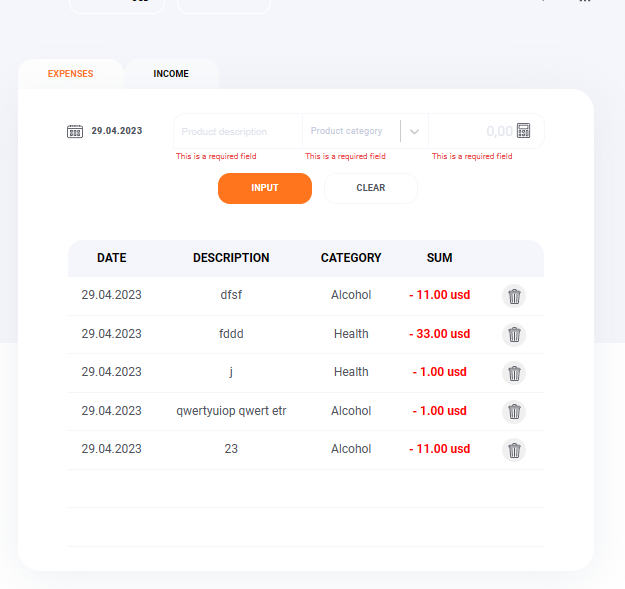 EXPENSES INCOME
29.04.2023 Product description Product category 0,00
This is a required field This is a required field This is a required field
INPUT CLEAR
DATE DESCRIPTION CATEGORY SUM
29.04.2023 dfsf Alcohol - 11.00 usd
29.04.2023 fddd Health - 33.00 usd
29.04.2023 j Health - 1.00 usd
29.04.2023 qwertyuiop qwert etr Alcohol - 1.00 usd
29.04.2023 23 Alcohol - 11.00 usd